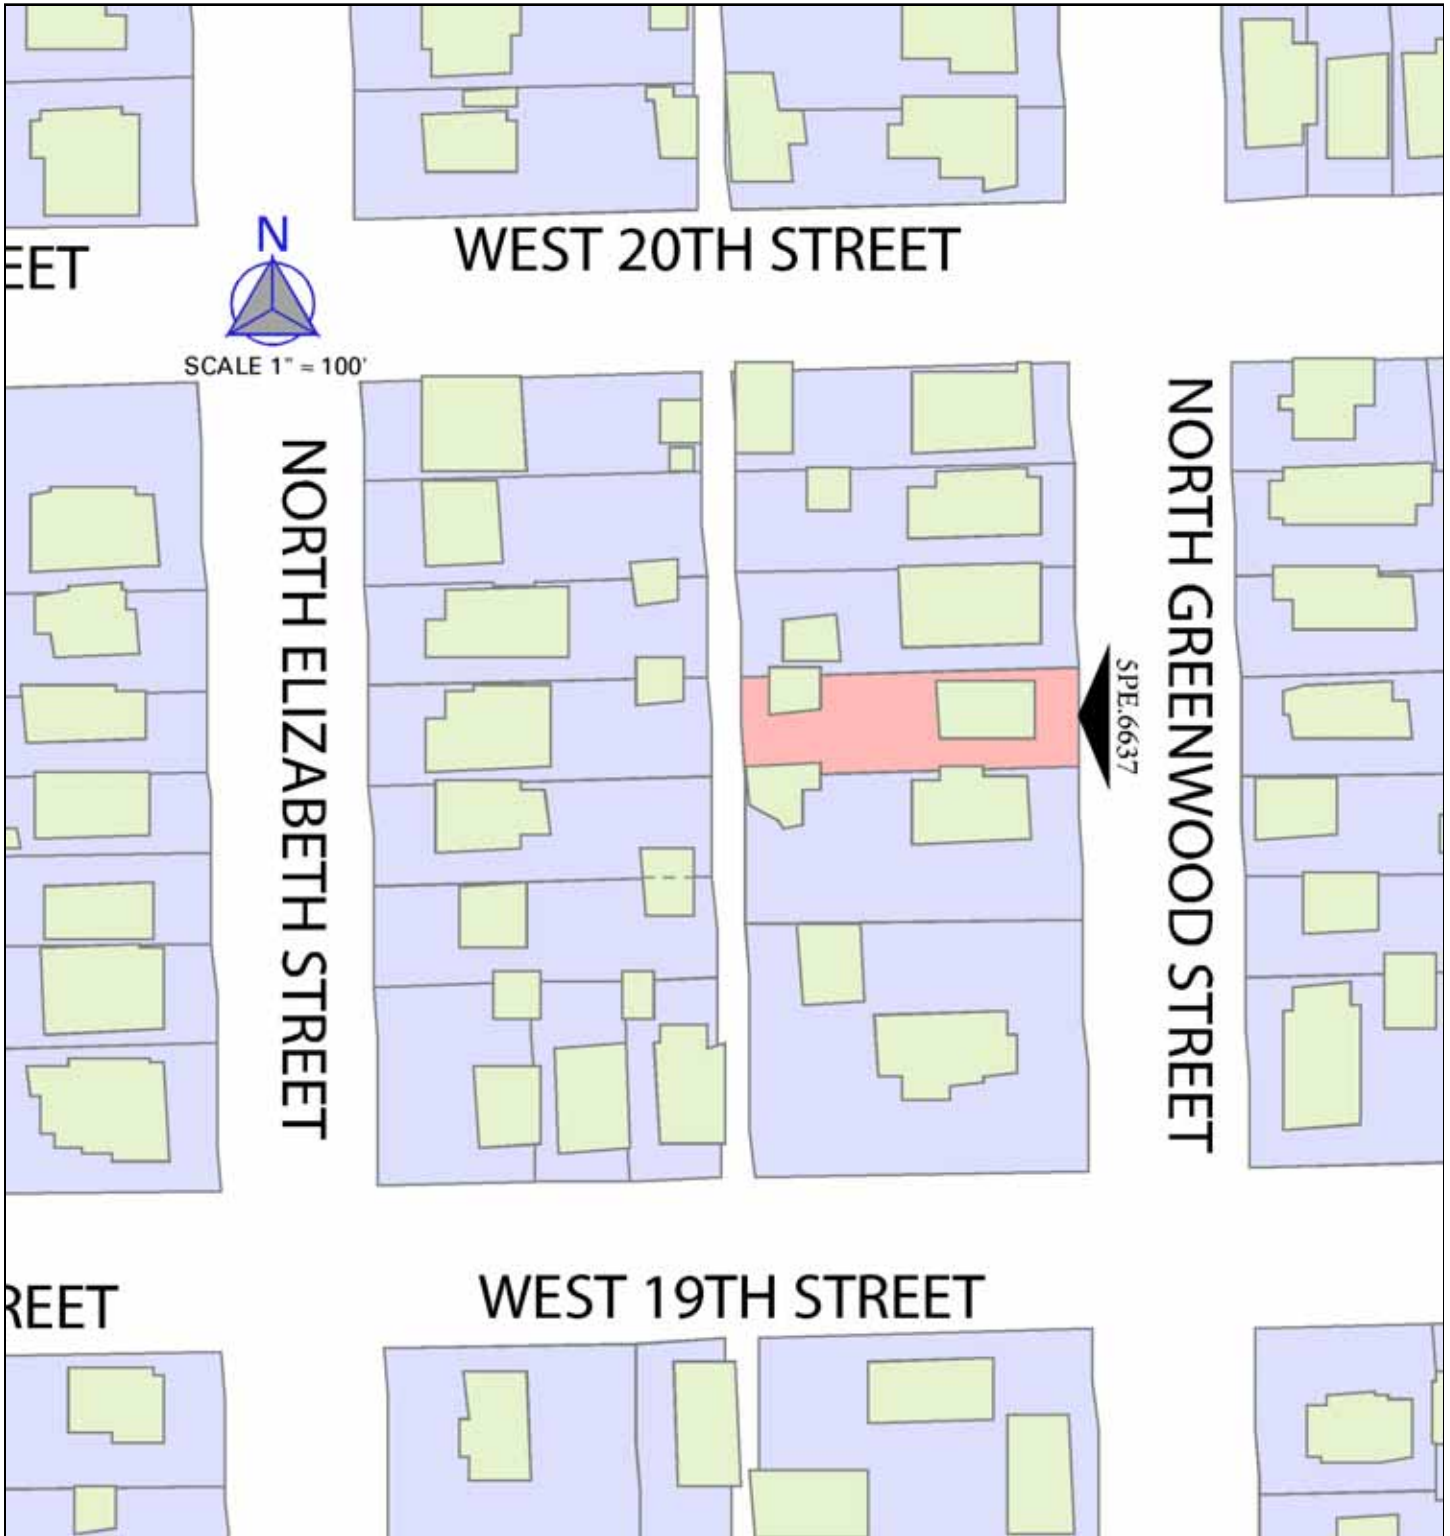 WEST 20TH STREET
EET
N
SCALE 1" = 100'
NORTH ELIZABETH STREET
NORTH GREENWOOD STREET
SPE.6637
WEST 19TH STREET
REET